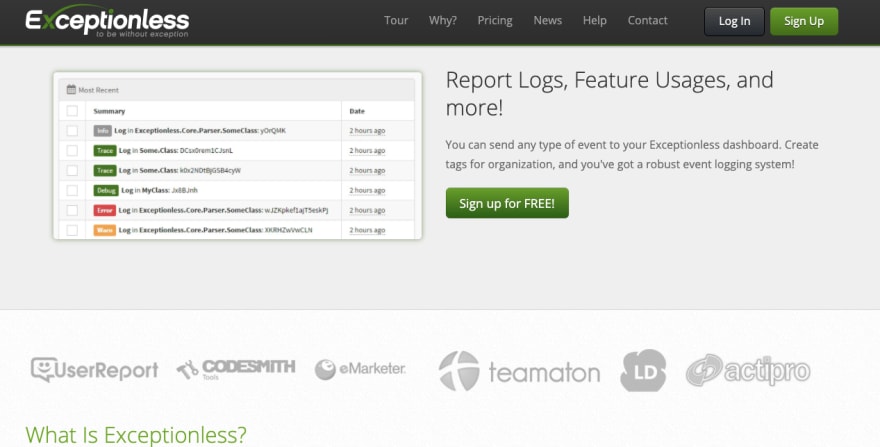 Exceptionless
to be without exception
Tour Why? Pricing News Help Contact Log In Sign Up
Most Recent
Summary Date
Info Log in Exceptionless.Core.Parser.SomeClass: yOrQMK 2 hours ago
Trace Log in Some.Class: DCsx0rem1CJsnL 2 hours ago
Trace Log in Some.Class: k0x2NDtBjGSB4cyW 2 hours ago
Debug Log in MyClass: Jx8BJnh 2 hours ago
Error Log in Exceptionless.Core.Parser.SomeClass: wJZKpkef1ajT5eskPj 2 hours ago
Warn Log in Exceptionless.Core.Parser.SomeClass: XKRHZwVwCLN 2 hours ago
Report Logs, Feature Usages, and
more!
You can send any type of event to your Exceptionless dashboard. Create
tags for organization, and you've got a robust event logging system!
Sign up for FREE!
UserReport CODESMITH Tools eMarketer. teamaton LD actipro
What Is Exceptionless?